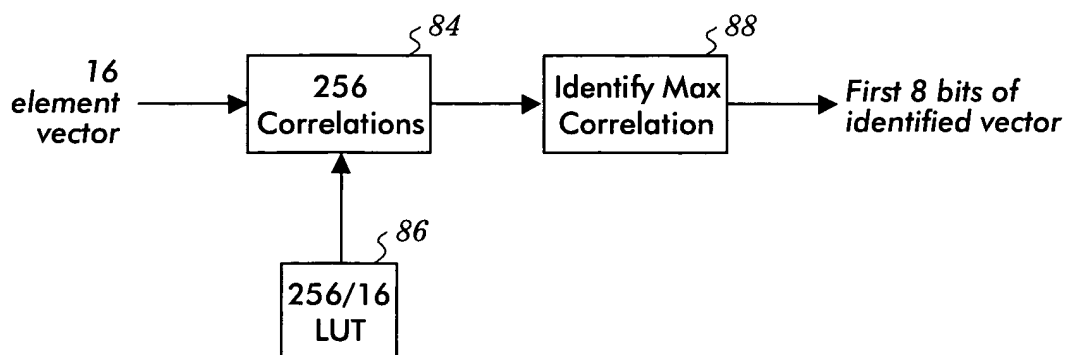 84
88
16
element
vector
256
Correlations
Identify Max
Correlation
First 8 bits of
identified vector
86
256/16
LUT